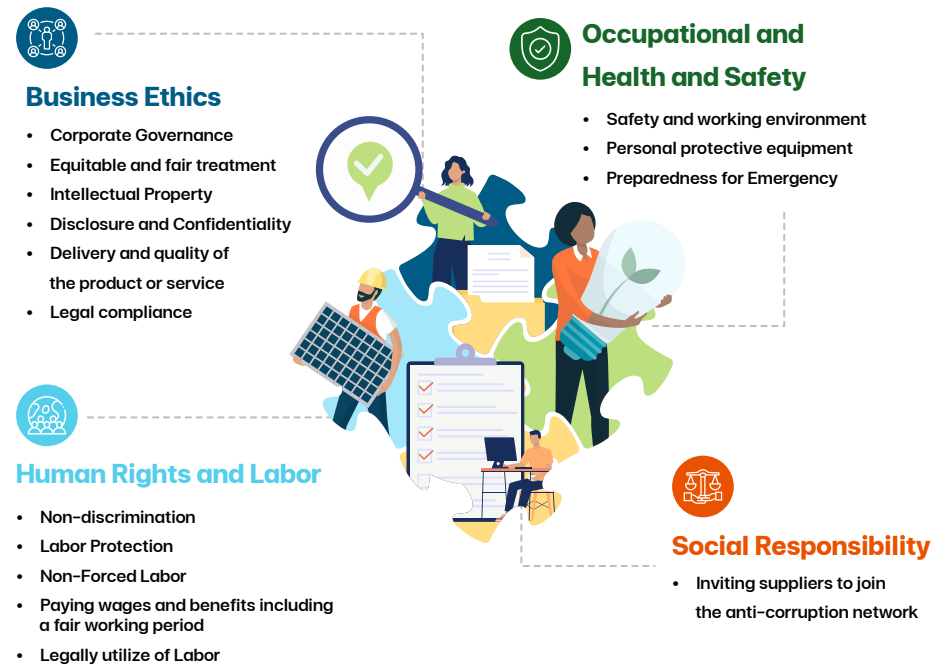 Business Ethics
• Corporate Governance
• Equitable and fair treatment
• Intellectual Property
• Disclosure and Confidentiality
• Delivery and quality of
the product or service
• Legal compliance
Occupational and
Health and Safety
• Safety and working environment
• Personal protective equipment
• Preparedness for Emergency
Human Rights and Labor
• Non-discrimination
• Labor Protection
• Non-Forced Labor
• Paying wages and benefits including
a fair working period
• Legally utilize of Labor
Social Responsibility
• Inviting suppliers to join
the anti-corruption network